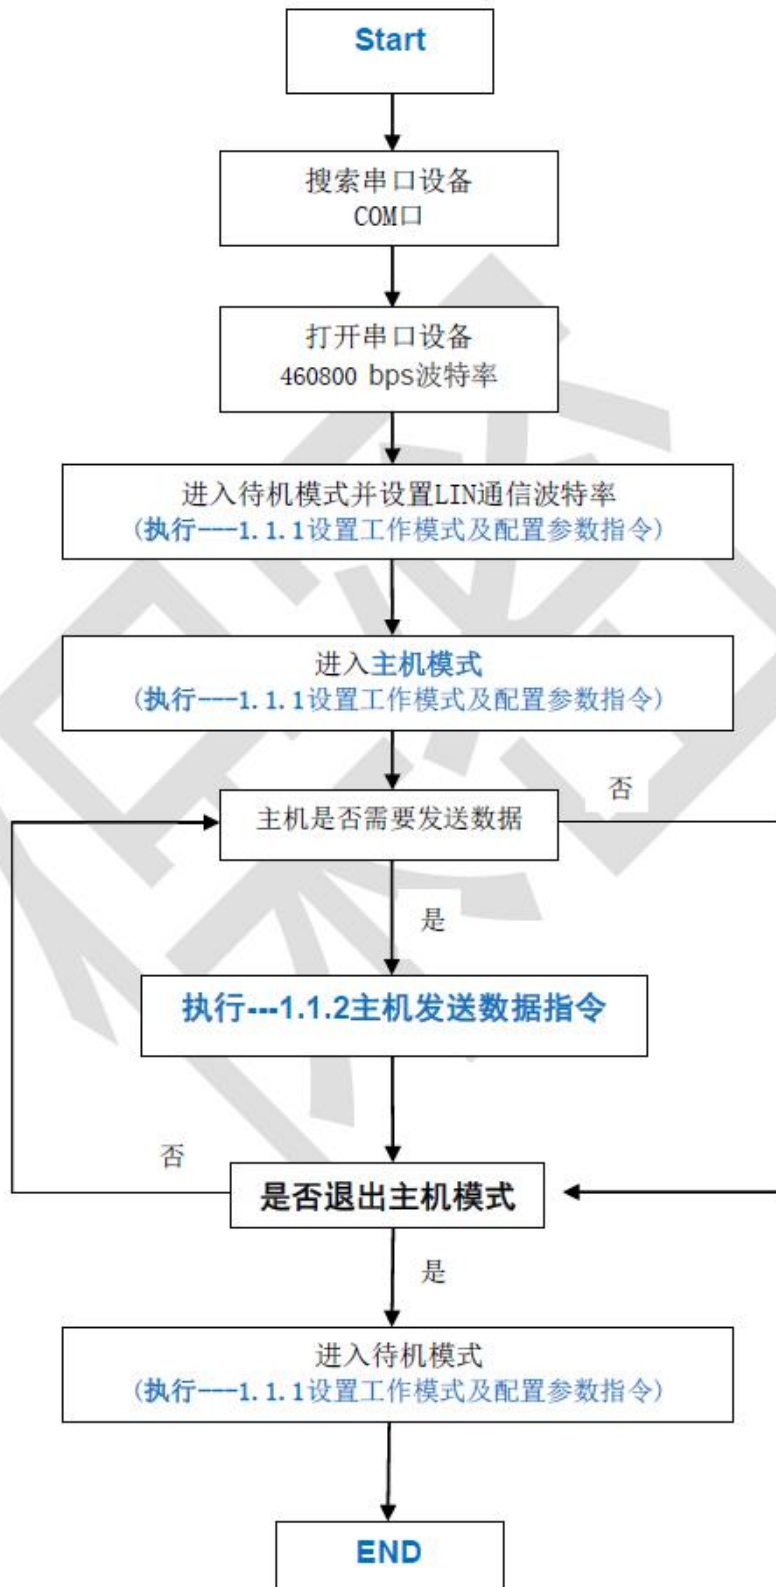 Start
搜索串口设备
COM口
打开串口设备
460800 bps波特率
进入待机模式并设置LIN通信波特率
(执行---1.1.1设置工作模式及配置参数指令)
进入主机模式
(执行---1.1.1设置工作模式及配置参数指令)
否
主机是否需要发送数据
是
执行---1.1.2主机发送数据指令
否
是否退出主机模式
是
进入待机模式
(执行---1.1.1设置工作模式及配置参数指令)
END